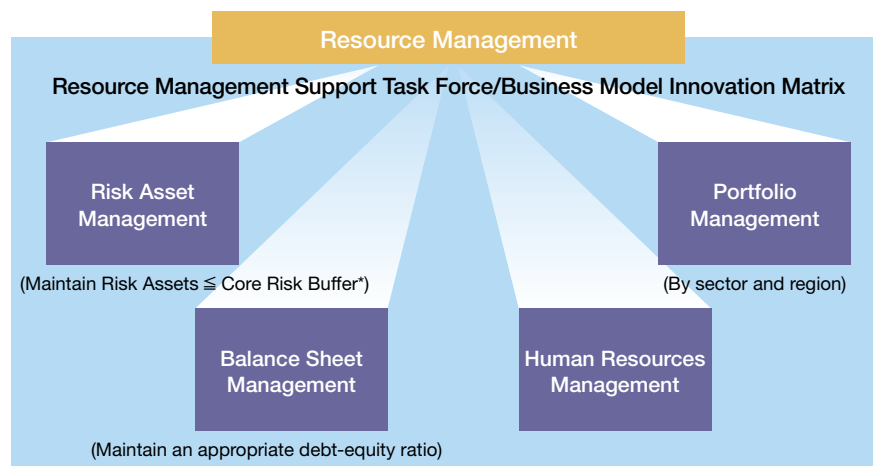 Resource Management
Resource Management Support Task Force/Business Model Innovation Matrix
Risk Asset
Management
(Maintain Risk Assets ≦ Core Risk Buffer*)
Portfolio
Management
(By sector and region)
Balance Sheet
Management
(Maintain an appropriate debt-equity ratio)
Human Resources
Management